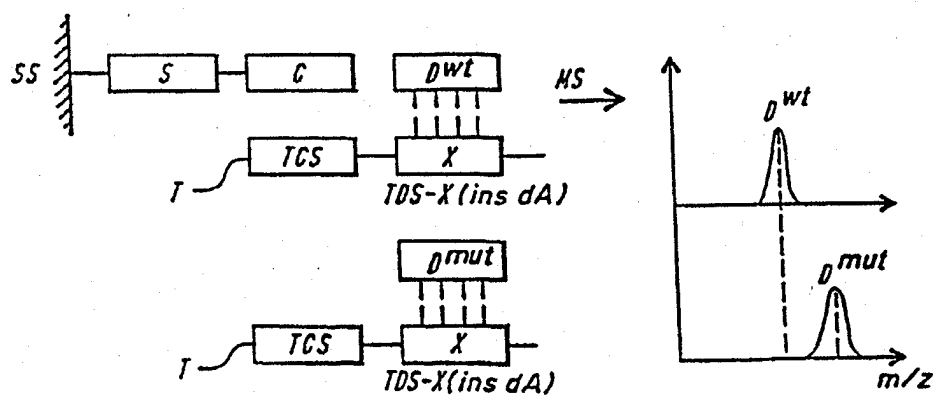 SS S C D wt MS
T TCS X
TDS-X (ins dA)
D mut
T TCS X
TDS-X (ins dA)
D wt
D mut
m/z